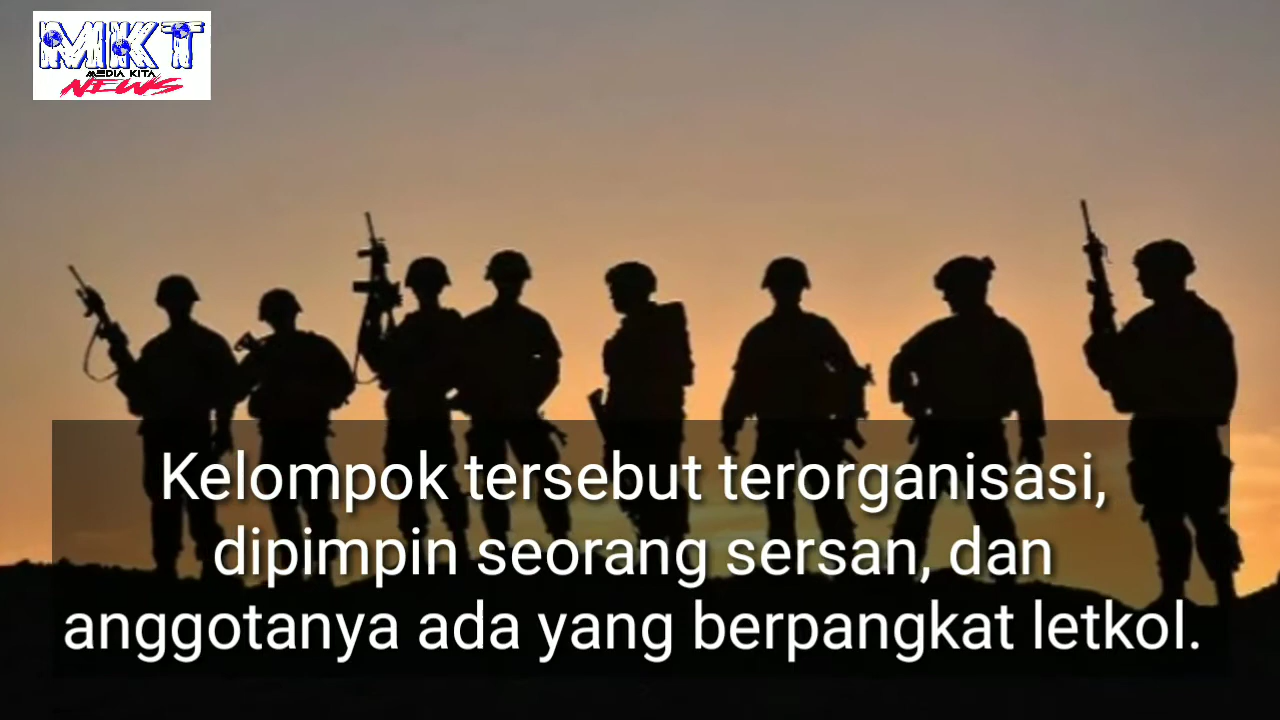 MKT
MEDIA KITA
NEWS
Kelompok tersebut terorganisasi,
dipimpin seorang sersan, dan
anggotanya ada yang berpangkat letkol.